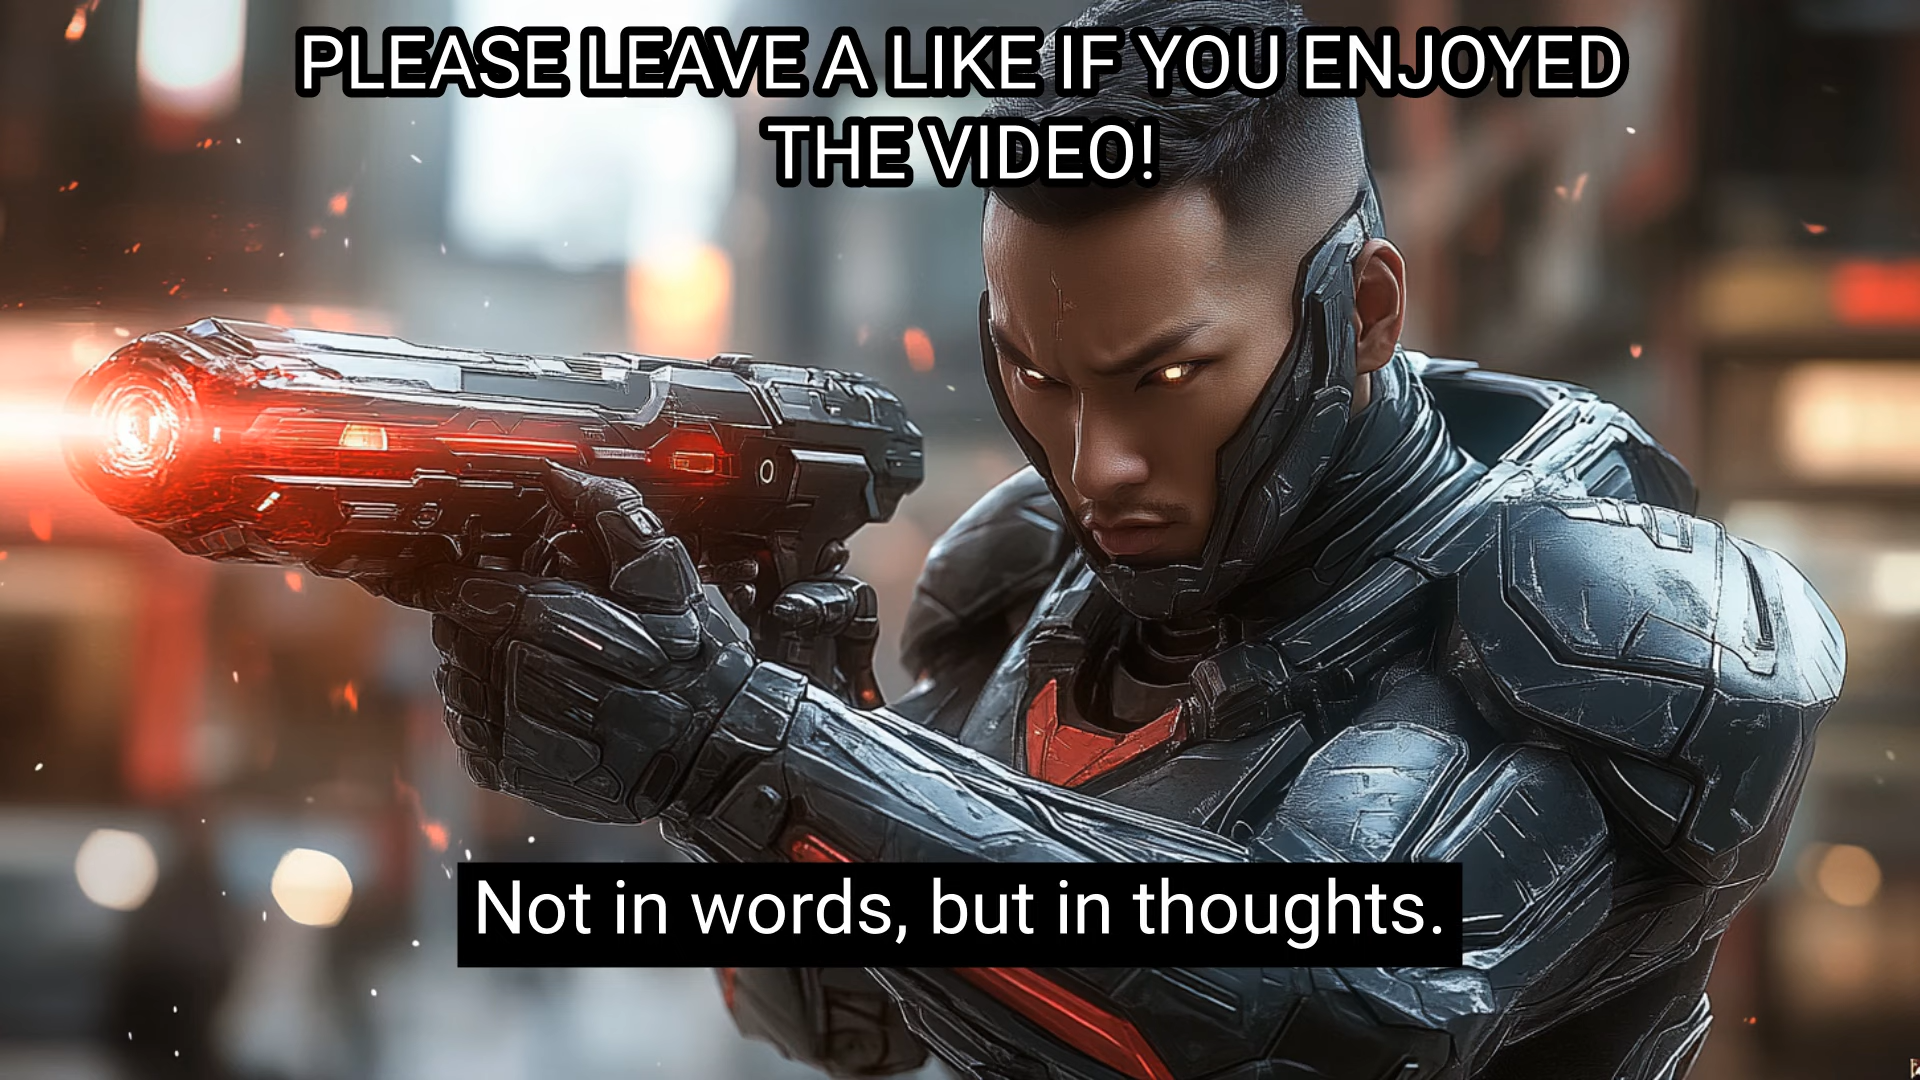 PLEASE LEAVE A LIKE IF YOU ENJOYED
THE VIDEO!
Not in words, but in thoughts.